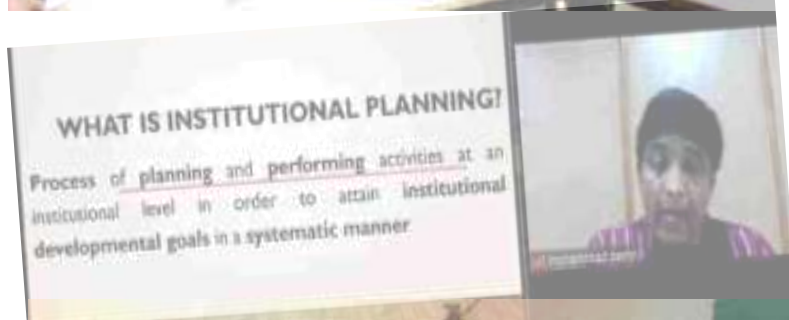 WHAT IS INSTITUTIONAL PLANNING?
Process of planning and performing activities at an
institutional level in order to attain institutional
developmental goals in a systematic manner